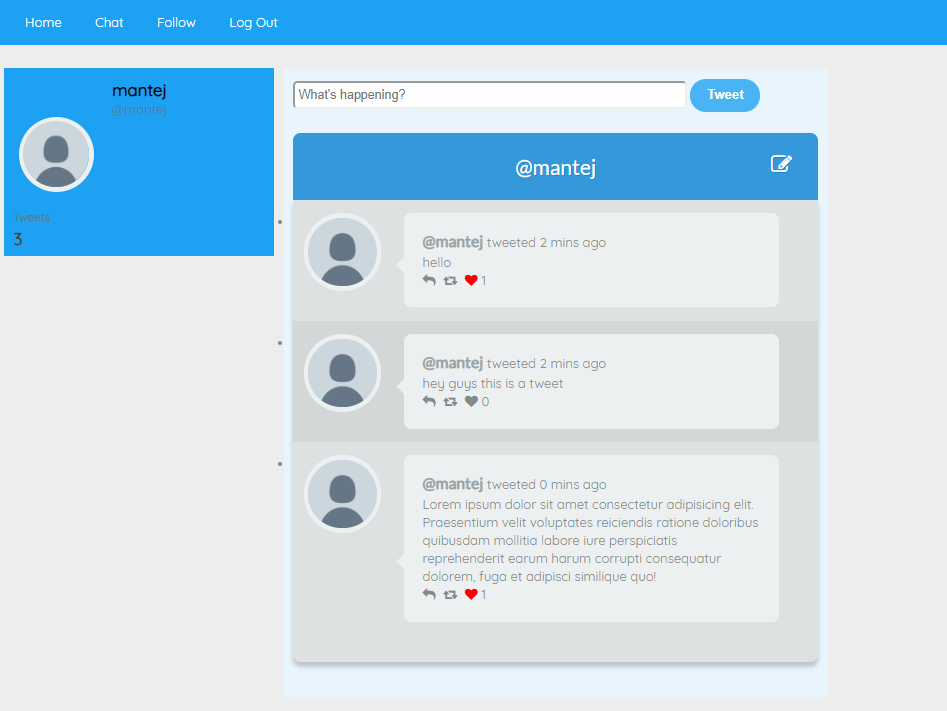 Home Chat Follow Log Out
mantej
@mantej
Tweets
3
What's happening? Tweet
@mantej
@mantej tweeted 2 mins ago
hello
1
@mantej tweeted 2 mins ago
hey guys this is a tweet
0
@mantej tweeted 0 mins ago
Lorem ipsum dolor sit amet consectetur adipisicing elit.
Praesentium velit voluptates reiciendis ratione doloribus
quibusdam mollitia labore iure perspiciatis
reprehenderit earum harum corrupti consequatur
dolorem, fuga et adipisci similique quo!
1